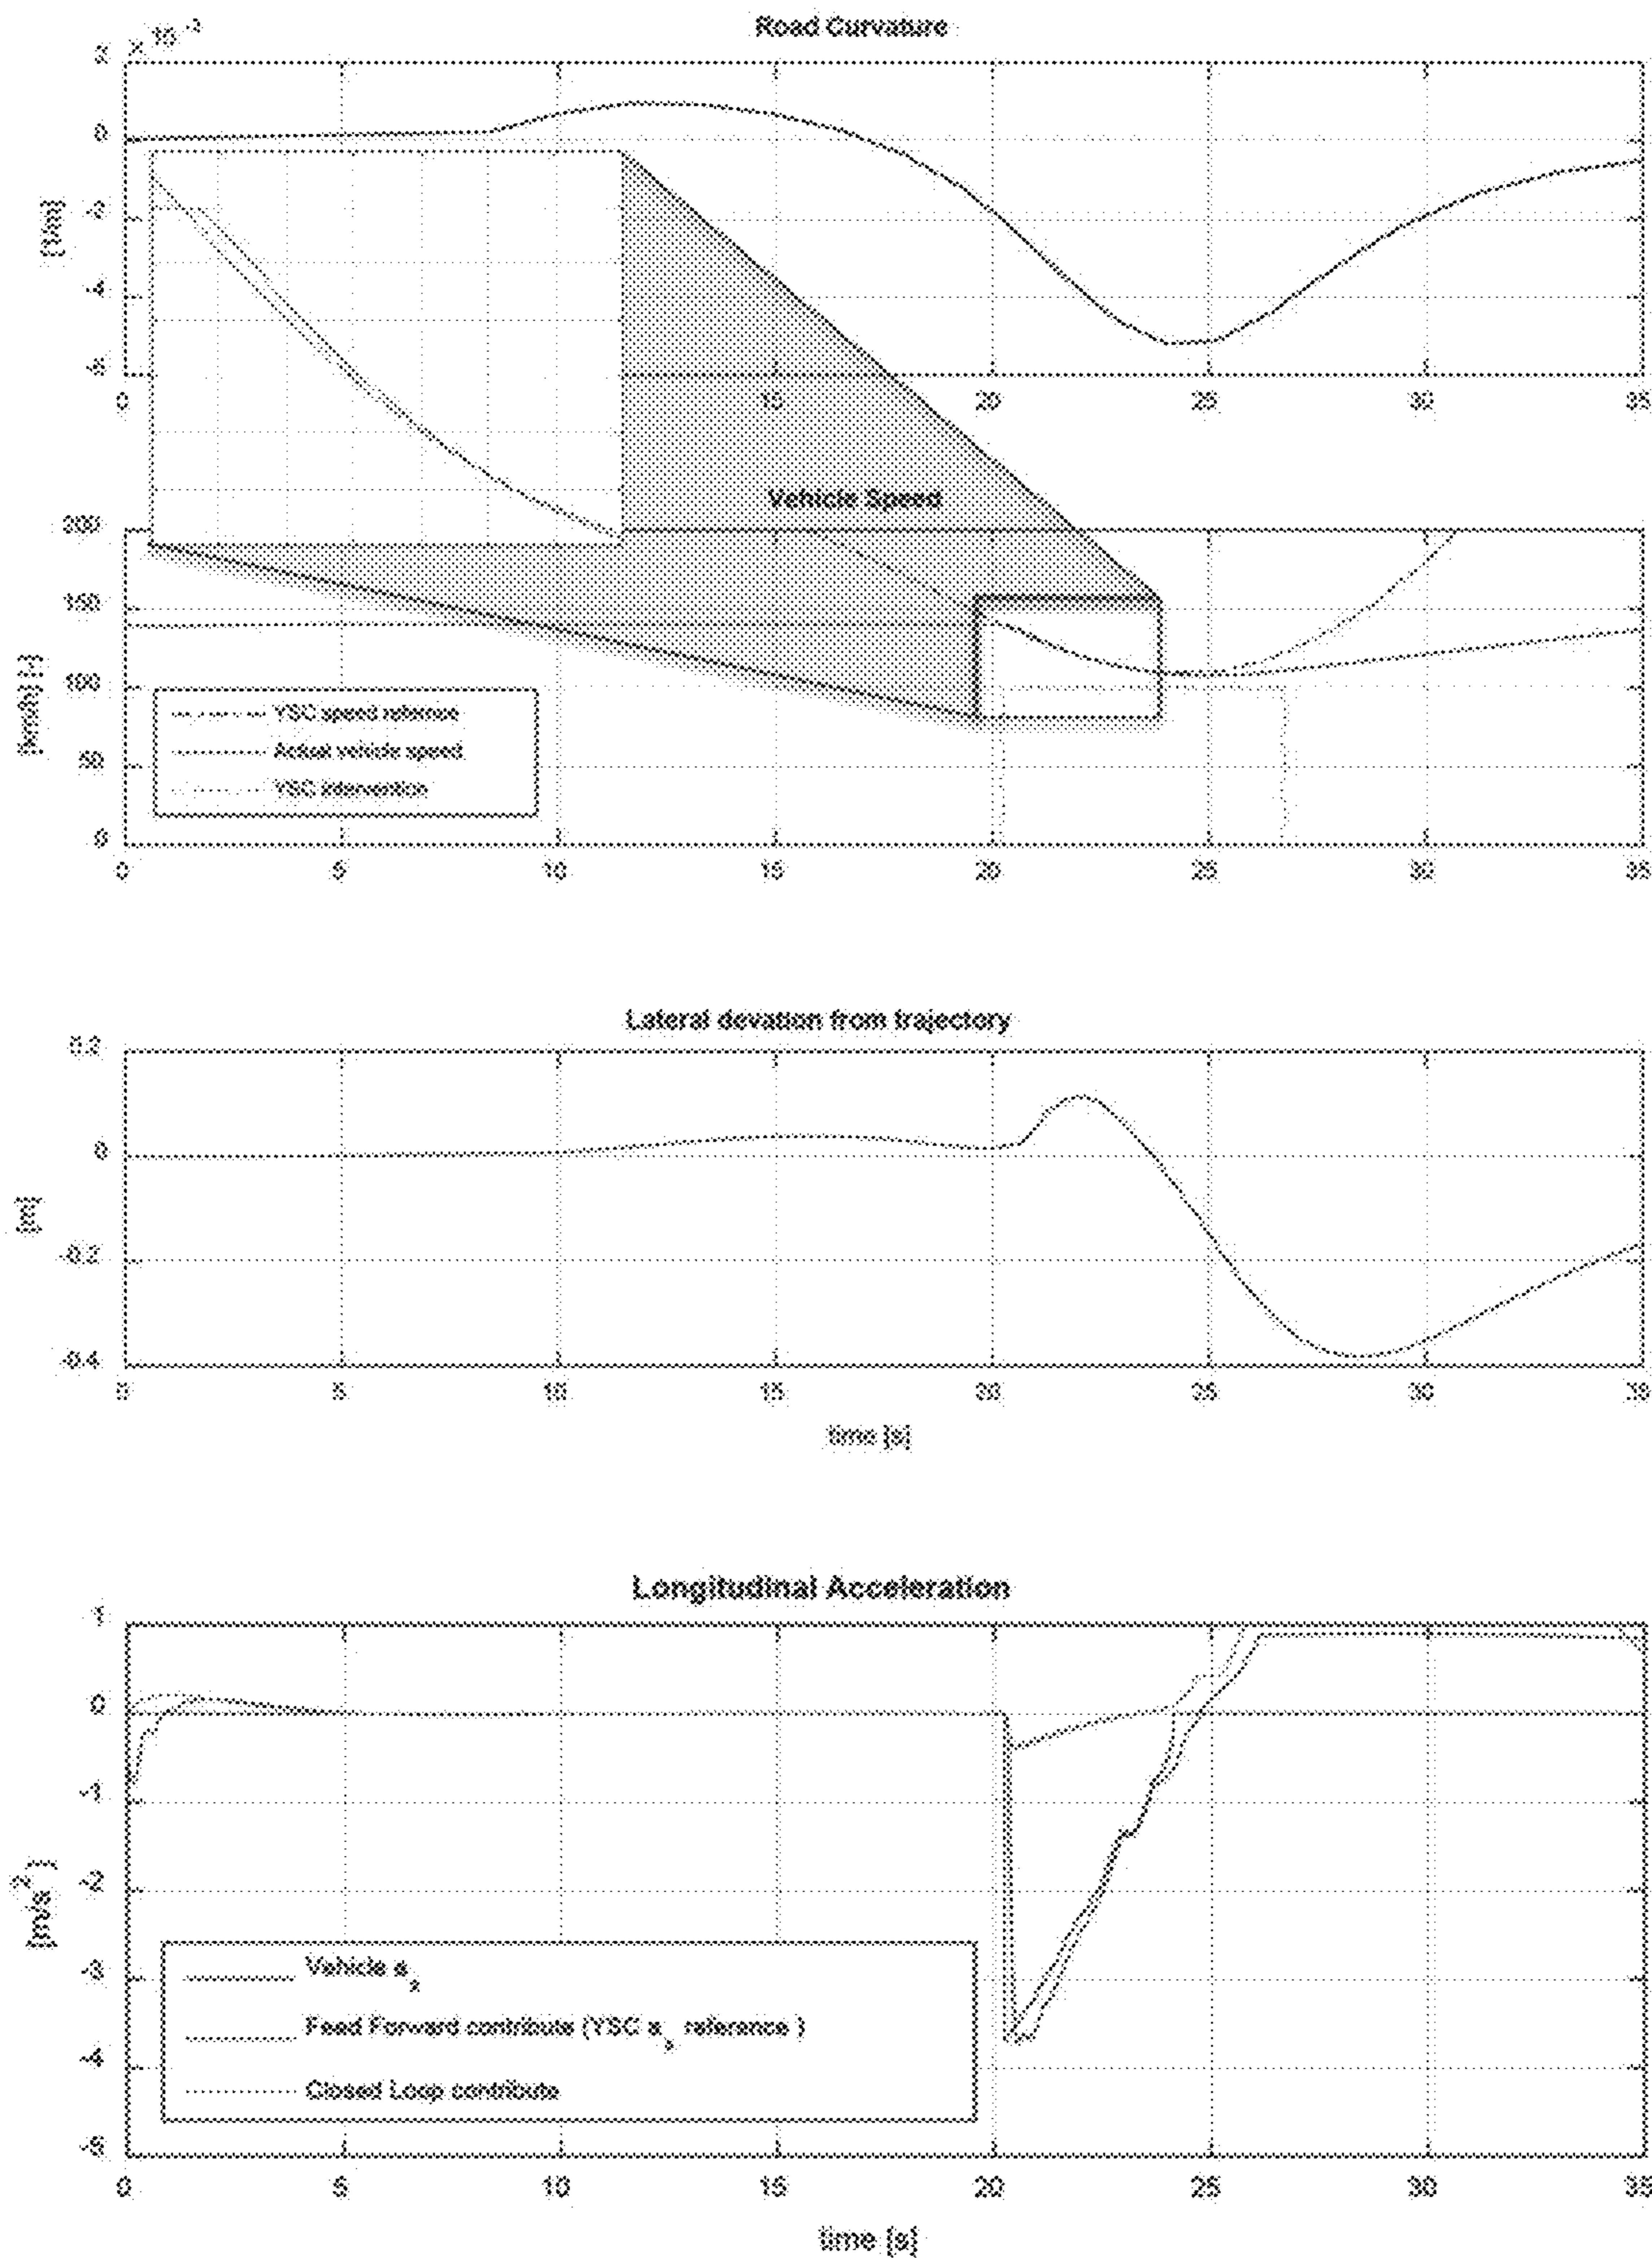 × 10 -3
Road Curvature
2
0
-2
-4
-6
[1/m]
0 15 20 25 30 35
Vehicle Speed
200
150
100
50
0
[km/h] [-]
YSC speed refernce
Actual vehicle speed
YSC intervention
0 5 10 15 20 25 30 35
Lateral devation from trajectory
0.2
0
-0.2
-0.4
[m]
0 5 10 15 20 25 30 35
time [s]
Longitudinal Acceleration
1
0
-1
-2
-3
-4
-5
[m/s2]
Vehicle ax
Feed Forward contribute (YSC ax reference )
Closed Loop contribute
0 5 10 15 20 25 30 35
time [s]